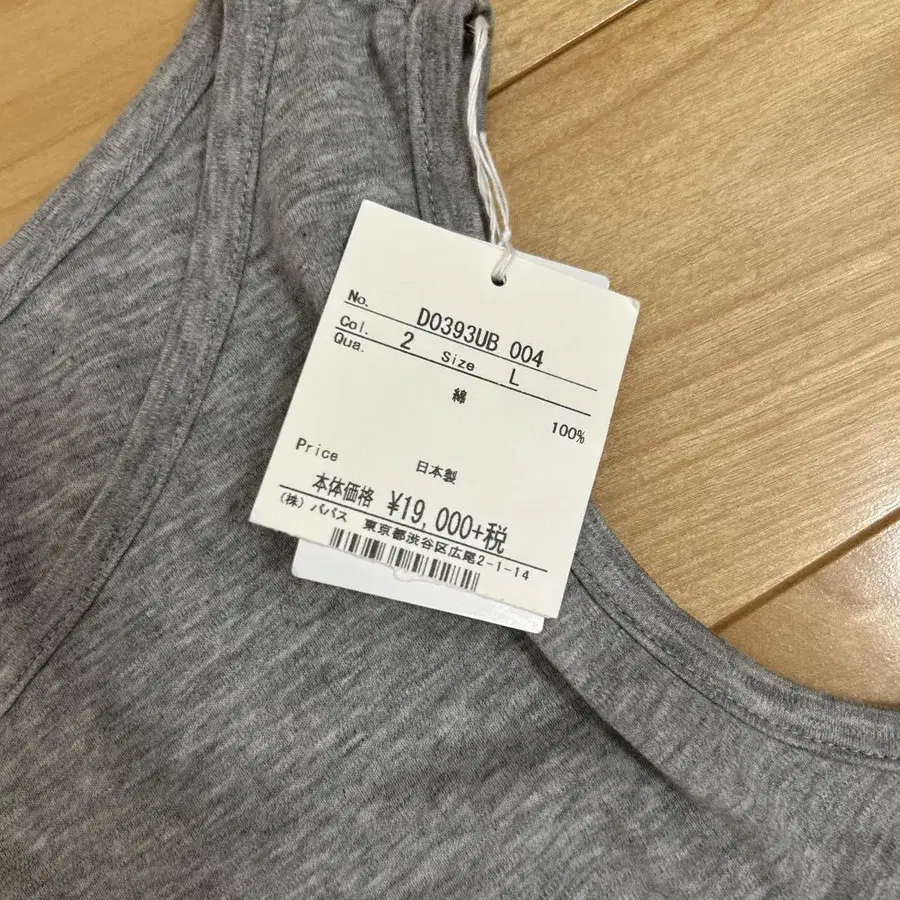 No. D0393UB 004
Col. 2 Size L
Qua.
綿
100%
Price
日本製
本体価格 ¥19,000+税
(株) パパス 東京都渋谷区広尾2-1-14